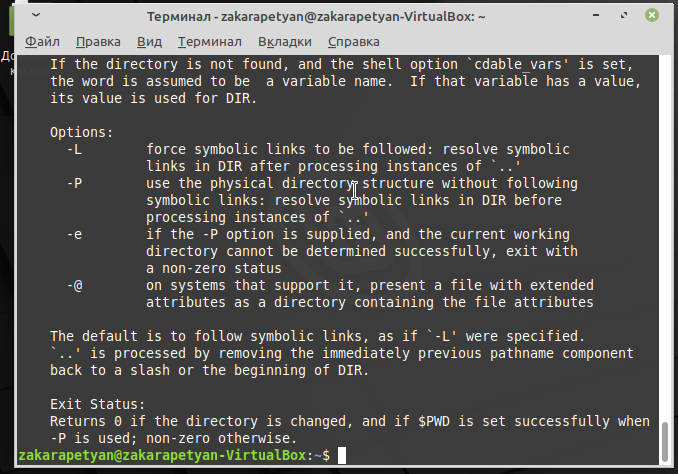 Терминал - zakarapetyan@zakarapetyan-VirtualBox: ~
Файл Правка Вид Терминал Вкладки Справка
If the directory is not found, and the shell option `cdable_vars' is set,
the word is assumed to be  a variable name.  If that variable has a value,
its value is used for DIR.
Options:
-L force symbolic links to be followed: resolve symbolic
links in DIR after processing instances of `..'
-P use the physical directory structure without following
symbolic links: resolve symbolic links in DIR before
processing instances of `..'
-e if the -P option is supplied, and the current working
directory cannot be determined successfully, exit with
a non-zero status
-@ on systems that support it, present a file with extended
attributes as a directory containing the file attributes
The default is to follow symbolic links, as if `-L' were specified.
`..' is processed by removing the immediately previous pathname component
back to a slash or the beginning of DIR.
Exit Status:
Returns 0 if the directory is changed, and if $PWD is set successfully when
-P is used; non-zero otherwise.
zakarapetyan@zakarapetyan-VirtualBox:~$